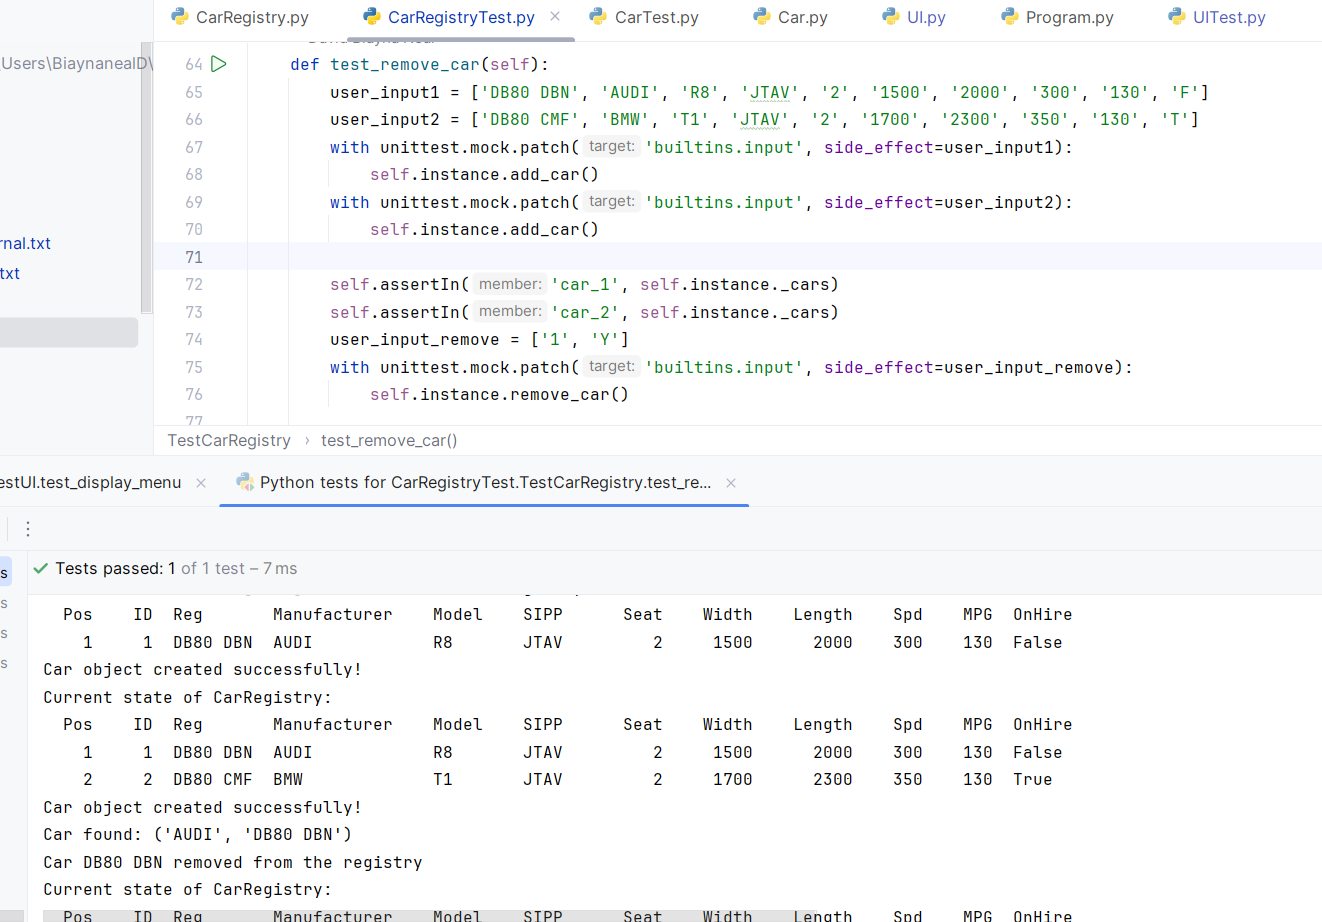 CarRegistry.py CarRegistryTest.py CarTest.py Car.py UI.py Program.py UITest.py
Users\BiaynanealD\
rnal.txt
txt
64 def test_remove_car(self):
65 user_input1 = ['DB80 DBN', 'AUDI', 'R8', 'JTAV', '2', '1500', '2000', '300', '130', 'F']
66 user_input2 = ['DB80 CMF', 'BMW', 'T1', 'JTAV', '2', '1700', '2300', '350', '130', 'T']
67 with unittest.mock.patch( target: 'builtins.input', side_effect=user_input1):
68 self.instance.add_car()
69 with unittest.mock.patch( target: 'builtins.input', side_effect=user_input2):
70 self.instance.add_car()
71
72 self.assertIn( member: 'car_1', self.instance._cars)
73 self.assertIn( member: 'car_2', self.instance._cars)
74 user_input_remove = ['1', 'Y']
75 with unittest.mock.patch( target: 'builtins.input', side_effect=user_input_remove):
76 self.instance.remove_car()
77
TestCarRegistry › test_remove_car()
estUI.test_display_menu Python tests for CarRegistryTest.TestCarRegistry.test_re...
Tests passed: 1 of 1 test – 7 ms
s
s
s
s
Pos ID Reg Manufacturer Model SIPP Seat Width Length Spd MPG OnHire
1 1 DB80 DBN AUDI R8 JTAV 2 1500 2000 300 130 False
Car object created successfully!
Current state of CarRegistry:
Pos ID Reg Manufacturer Model SIPP Seat Width Length Spd MPG OnHire
1 1 DB80 DBN AUDI R8 JTAV 2 1500 2000 300 130 False
2 2 DB80 CMF BMW T1 JTAV 2 1700 2300 350 130 True
Car object created successfully!
Car found: ('AUDI', 'DB80 DBN')
Car DB80 DBN removed from the registry
Current state of CarRegistry:
Pos ID Reg Manufacturer Model SIPP Seat Width Length Spd MPG OnHire